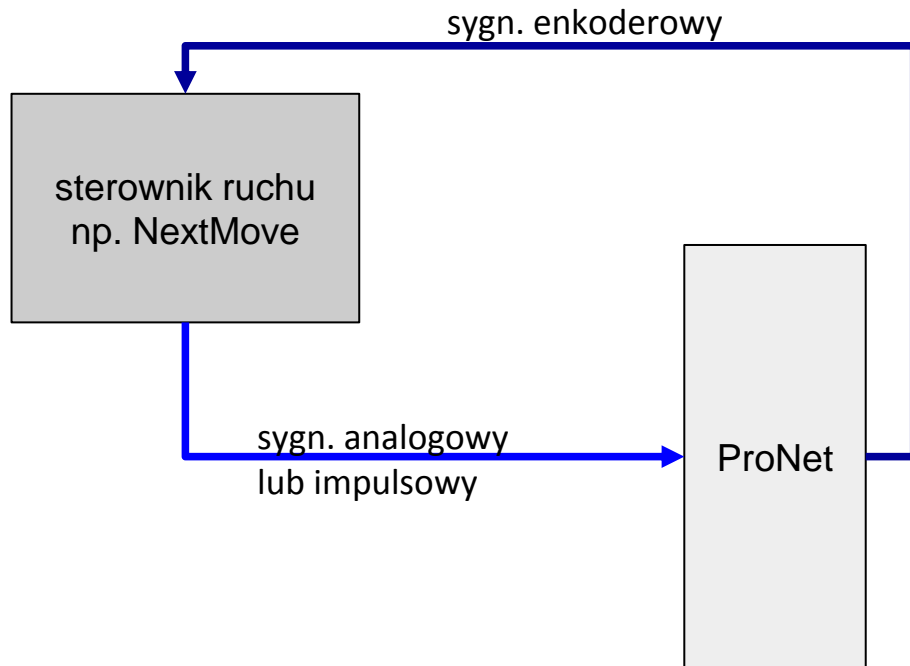 sygn. enkoderowy
sterownik ruchu
np. NextMove
sygn. analogowy
lub impulsowy
ProNet